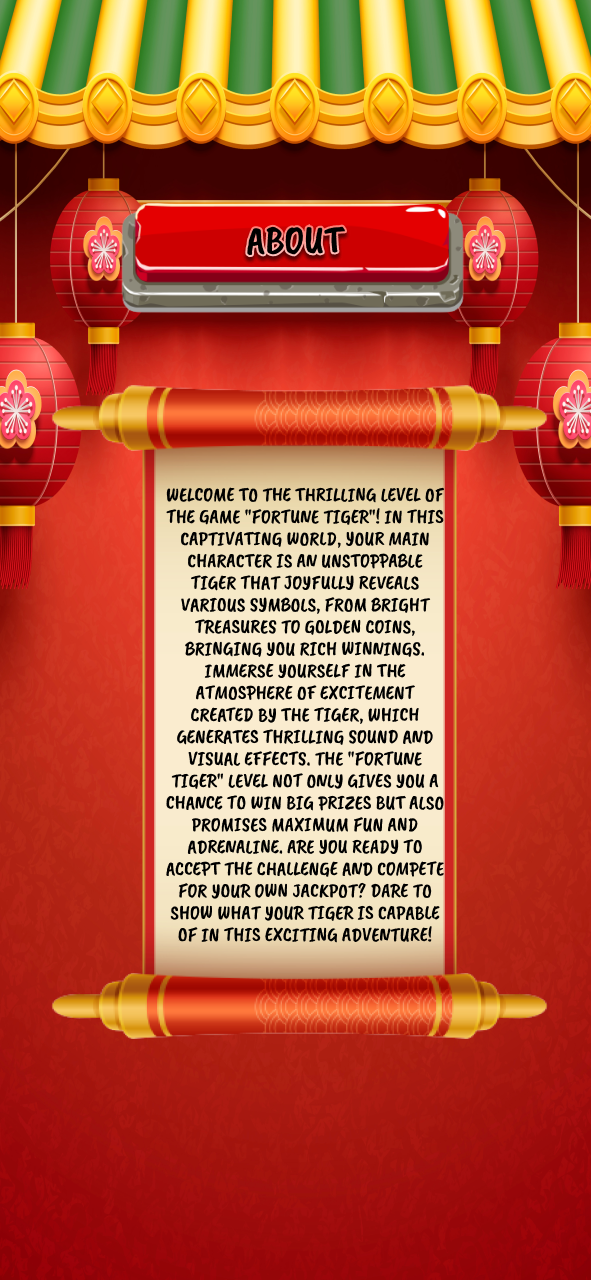 ABOUT
WELCOME TO THE THRILLING LEVEL OF
THE GAME "FORTUNE TIGER"! IN THIS
CAPTIVATING WORLD, YOUR MAIN
CHARACTER IS AN UNSTOPPABLE
TIGER THAT JOYFULLY REVEALS
VARIOUS SYMBOLS, FROM BRIGHT
TREASURES TO GOLDEN COINS,
BRINGING YOU RICH WINNINGS.
IMMERSE YOURSELF IN THE
ATMOSPHERE OF EXCITEMENT
CREATED BY THE TIGER, WHICH
GENERATES THRILLING SOUND AND
VISUAL EFFECTS. THE "FORTUNE
TIGER" LEVEL NOT ONLY GIVES YOU A
CHANCE TO WIN BIG PRIZES BUT ALSO
PROMISES MAXIMUM FUN AND
ADRENALINE. ARE YOU READY TO
ACCEPT THE CHALLENGE AND COMPETE
FOR YOUR OWN JACKPOT? DARE TO
SHOW WHAT YOUR TIGER IS CAPABLE
OF IN THIS EXCITING ADVENTURE!